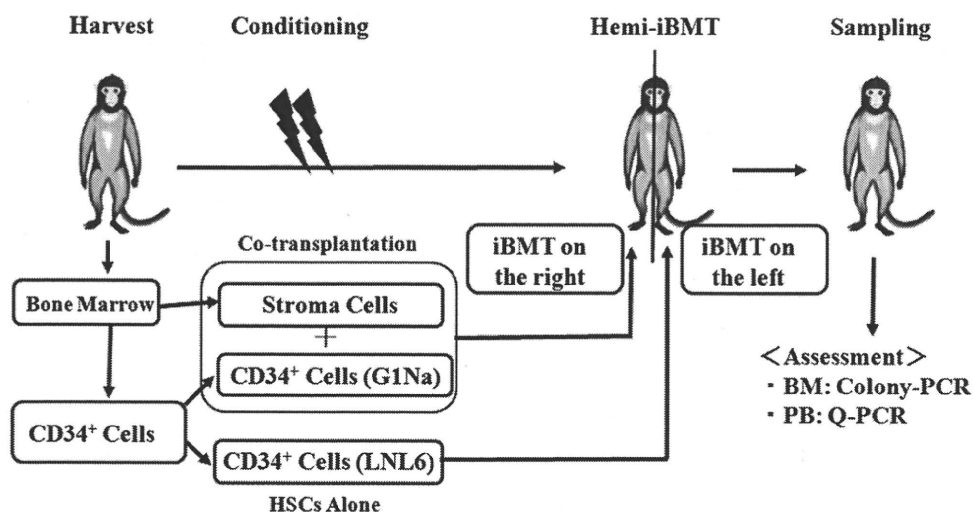 Harvest
Conditioning
Hemi-iBMT
Sampling
Co-transplantation
iBMT on
the right
iBMT on
the left
Bone Marrow
Stroma Cells
+
CD34⁺ Cells (G1Na)
CD34⁺ Cells
CD34⁺ Cells (LNL6)
HSCs Alone
＜Assessment＞
・BM: Colony-PCR
・PB: Q-PCR